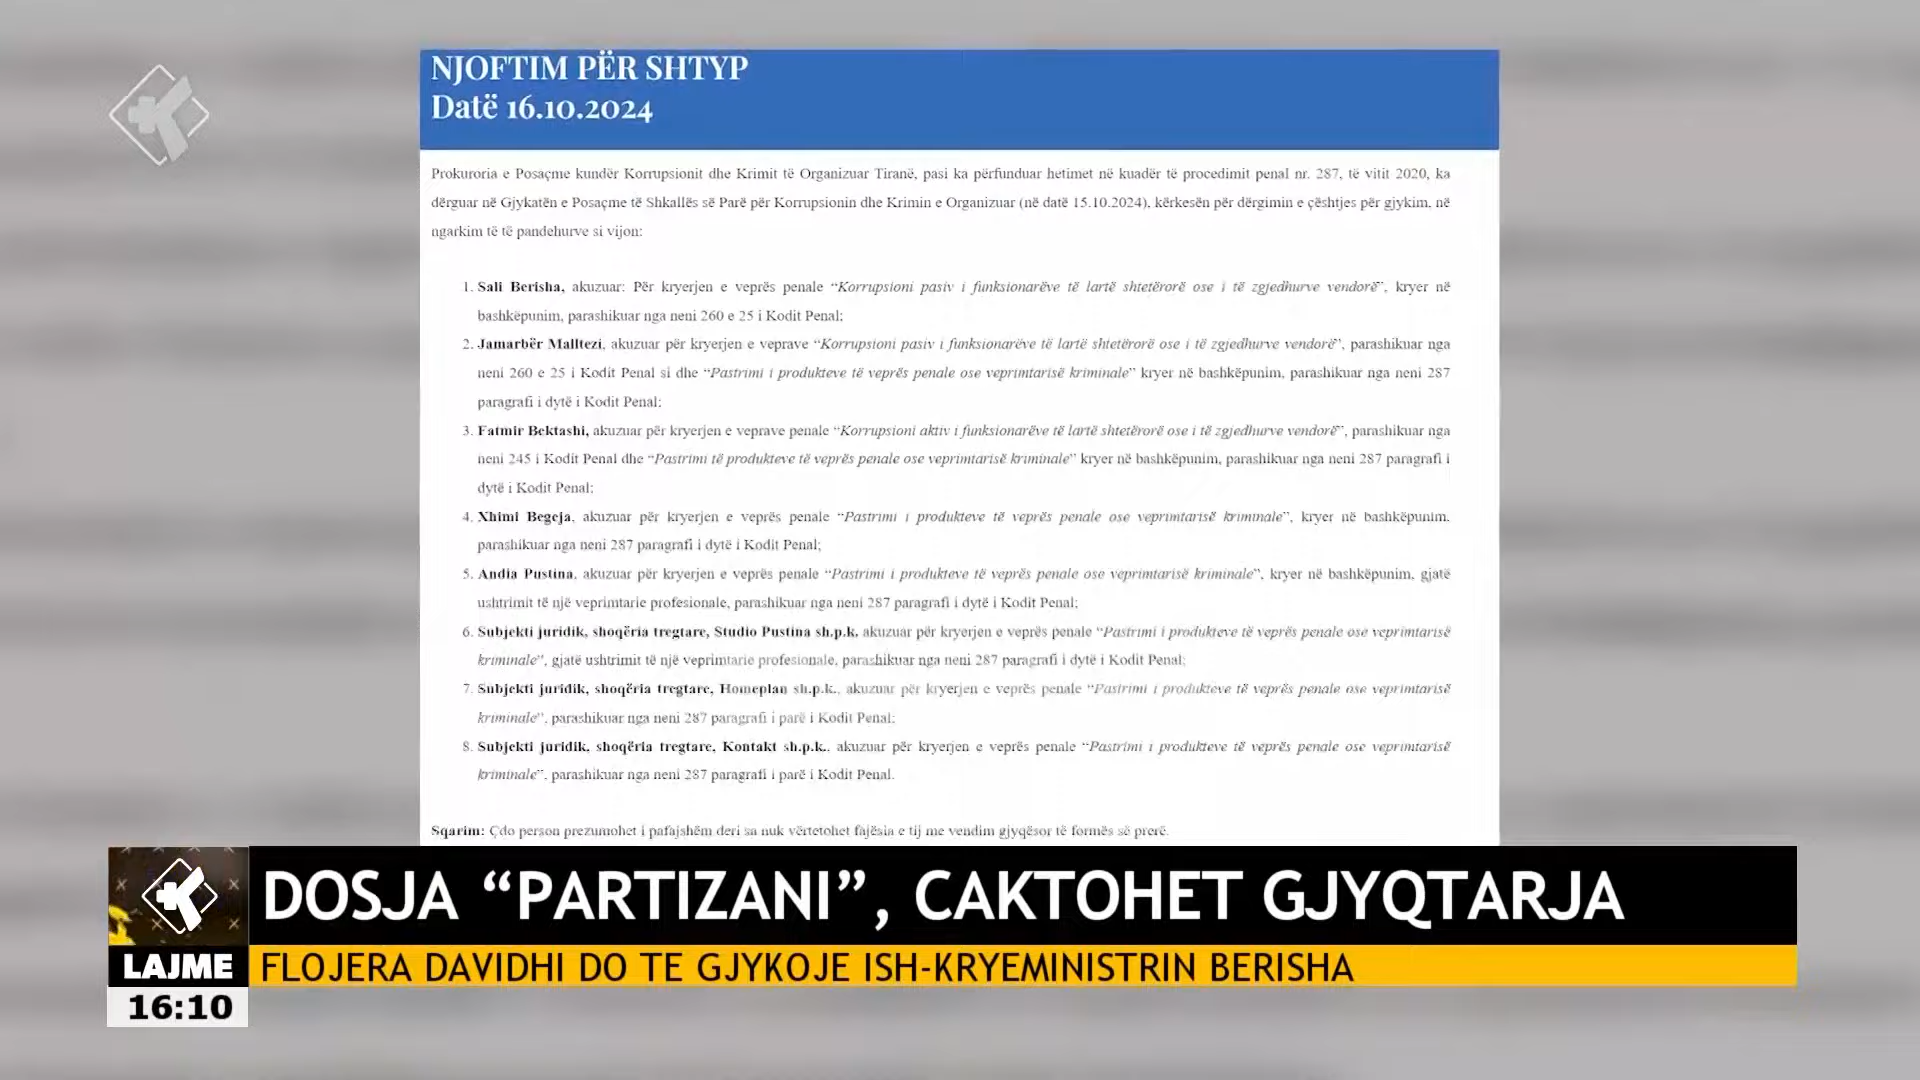 NJOFTIM PËR SHTYP
Datë 16.10.2024
Prokuroria e Posaçme kundër Korrupsionit dhe Krimit të Organizuar Tiranë, pasi ka përfunduar hetimet në kuadër të procedimit penal nr. 287, të vitit 2020, ka
dërguar në Gjykatën e Posaçme të Shkallës së Parë për Korrupsionin dhe Krimin e Organizuar (në datë 15.10.2024), kërkesën për dërgimin e çështjes për gjykim, në
ngarkim të të pandehurve si vijon:
1. Sali Berisha, akuzuar: Për kryerjen e veprës penale “Korrupsioni pasiv i funksionarëve të lartë shtetërorë ose i të zgjedhurve vendorë”, kryer në
bashkëpunim, parashikuar nga neni 260 e 25 i Kodit Penal;
2. Jamarbër Malltezi, akuzuar për kryerjen e veprave “Korrupsioni pasiv i funksionarëve të lartë shtetërorë ose i të zgjedhurve vendorë”, parashikuar nga
neni 260 e 25 i Kodit Penal si dhe “Pastrimi i produkteve të veprës penale ose veprimtarisë kriminale” kryer në bashkëpunim, parashikuar nga neni 287
paragrafi i dytë i Kodit Penal;
3. Fatmir Bektashi, akuzuar për kryerjen e veprave penale “Korrupsioni aktiv i funksionarëve të lartë shtetërorë ose i të zgjedhurve vendorë”, parashikuar nga
neni 245 i Kodit Penal dhe “Pastrimi të produkteve të veprës penale ose veprimtarisë kriminale” kryer në bashkëpunim, parashikuar nga neni 287 paragrafi i
dytë i Kodit Penal;
4. Xhimi Begeja, akuzuar për kryerjen e veprës penale “Pastrimi i produkteve të veprës penale ose veprimtarisë kriminale”, kryer në bashkëpunim,
parashikuar nga neni 287 paragrafi i dytë i Kodit Penal;
5. Andia Pustina, akuzuar për kryerjen e veprës penale “Pastrimi i produkteve të veprës penale ose veprimtarisë kriminale”, kryer në bashkëpunim, gjatë
ushtrimit të një veprimtarie profesionale, parashikuar nga neni 287 paragrafi i dytë i Kodit Penal;
6. Subjekti juridik, shoqëria tregtare, Studio Pustina sh.p.k, akuzuar për kryerjen e veprës penale “Pastrimi i produkteve të veprës penale ose veprimtarisë
kriminale”, gjatë ushtrimit të një veprimtarie profesionale, parashikuar nga neni 287 paragrafi i dytë i Kodit Penal;
7. Subjekti juridik, shoqëria tregtare, Homeplan sh.p.k., akuzuar për kryerjen e veprës penale “Pastrimi i produkteve të veprës penale ose veprimtarisë
kriminale”, parashikuar nga neni 287 paragrafi i parë i Kodit Penal;
8. Subjekti juridik, shoqëria tregtare, Kontakt sh.p.k., akuzuar për kryerjen e veprës penale “Pastrimi i produkteve të veprës penale ose veprimtarisë
kriminale”, parashikuar nga neni 287 paragrafi i parë i Kodit Penal.
Sqarim: Çdo person prezumohet i pafajshëm deri sa nuk vërtetohet fajësia e tij me vendim gjyqësor të formës së prerë.
DOSJA “PARTIZANI”, CAKTOHET GJYQTARJA
LAJME FLOJERA DAVIDHI DO TE GJYKOJE ISH-KRYEMINISTRIN BERISHA
16:10